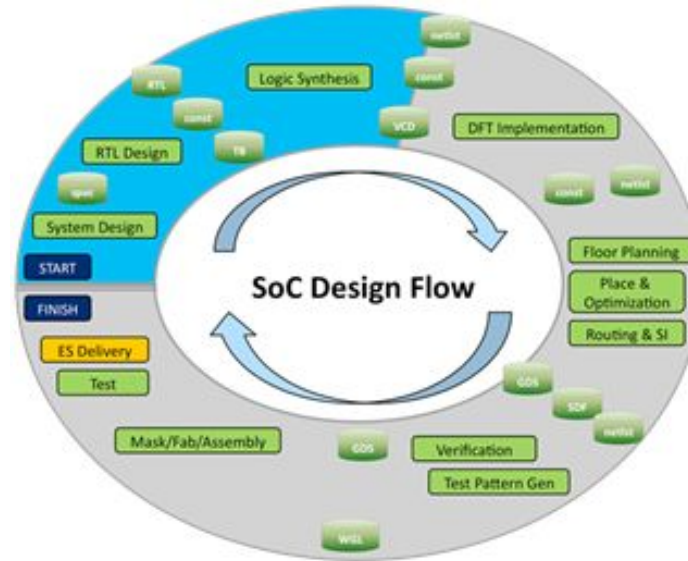 netlist
RTL
Logic Synthesis
const
const
VCD
DFT Implementation
RTL Design
TB
spec
const
netlist
System Design
Floor Planning
START
SoC Design Flow
Place &
Optimization
FINISH
Routing & SI
ES Delivery
Test
GDS
SDF
netlist
Mask/Fab/Assembly
GDS
Verification
Test Pattern Gen
WGL